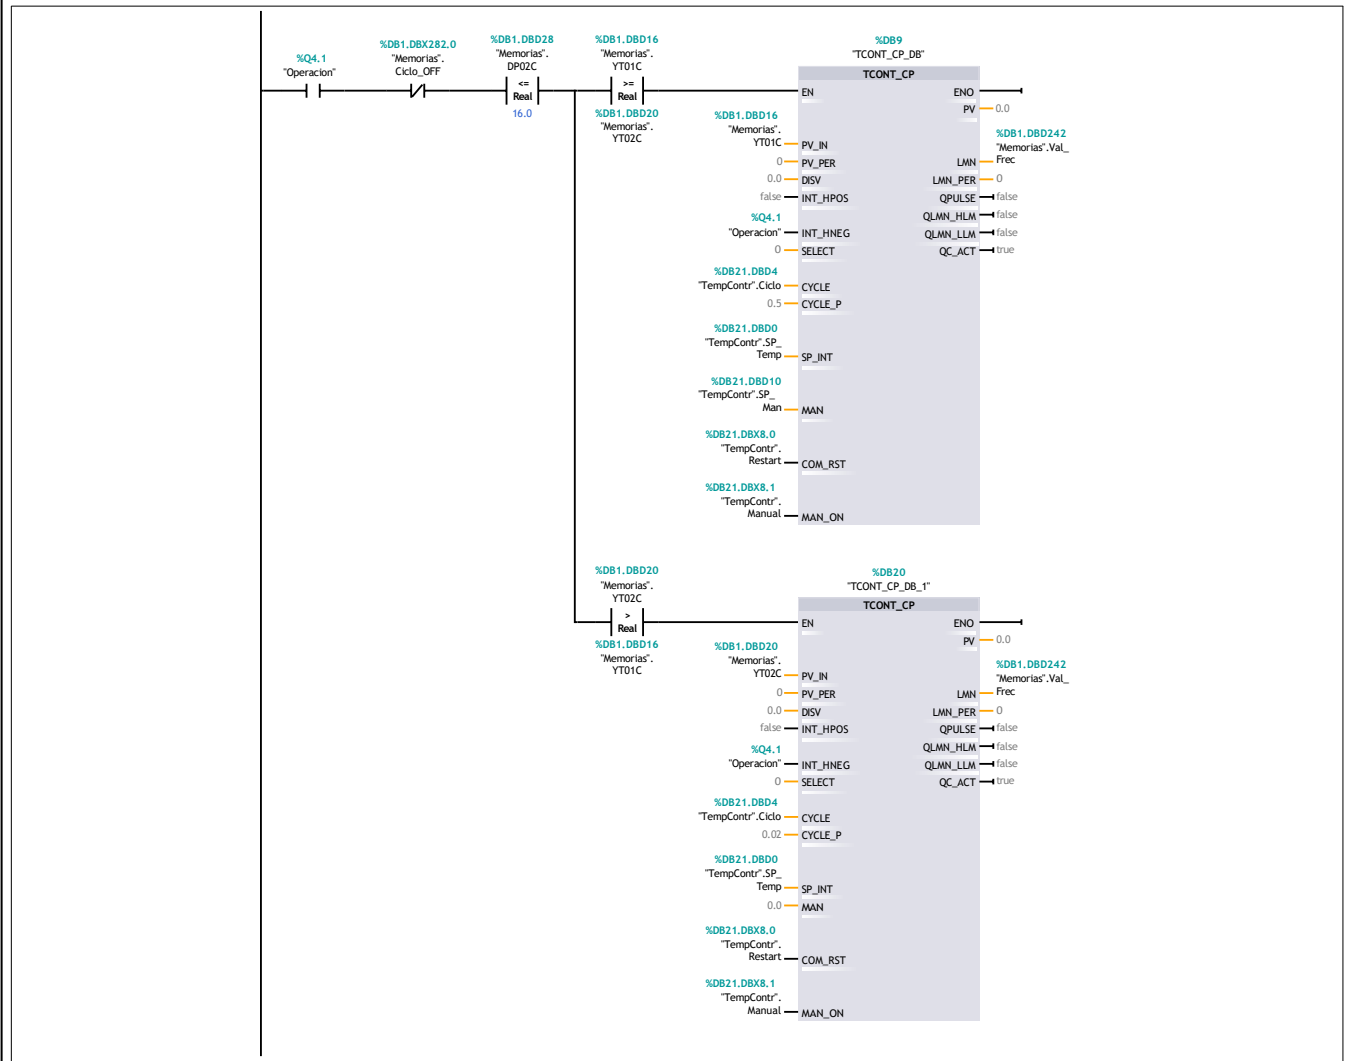 %Q4.1
"Operacion"
%DB1.DBX282.0
"Memorias".
Ciclo_OFF
%DB1.DBD28
"Memorias".
DP02C
<=
Real
16.0
%DB1.DBD16
"Memorias".
YT01C
>=
Real
%DB1.DBD20
"Memorias".
YT02C
%DB9
"TCONT_CP_DB"
TCONT_CP
EN ENO
PV 0.0
%DB1.DBD16
"Memorias".
YT01C PV_IN
0 PV_PER
0.0 DISV
false INT_HPOS
%Q4.1
"Operacion" INT_HNEG
0 SELECT
%DB21.DBD4
"TempContr".Ciclo CYCLE
0.5 CYCLE_P
%DB21.DBD0
"TempContr".SP_
Temp SP_INT
%DB21.DBD10
"TempContr".SP_
Man MAN
%DB21.DBX8.0
"TempContr".
Restart COM_RST
%DB21.DBX8.1
"TempContr".
Manual MAN_ON
%DB1.DBD242
"Memorias".Val_
LMN Frec
LMN_PER 0
QPULSE false
QLMN_HLM false
QLMN_LLM false
QC_ACT true
%DB1.DBD20
"Memorias".
YT02C
>
Real
%DB1.DBD16
"Memorias".
YT01C
%DB20
"TCONT_CP_DB_1"
TCONT_CP
EN ENO
PV 0.0
%DB1.DBD20
"Memorias".
YT02C PV_IN
0 PV_PER
0.0 DISV
false INT_HPOS
%Q4.1
"Operacion" INT_HNEG
0 SELECT
%DB21.DBD4
"TempContr".Ciclo CYCLE
0.02 CYCLE_P
%DB21.DBD0
"TempContr".SP_
Temp SP_INT
0.0 MAN
%DB21.DBX8.0
"TempContr".
Restart COM_RST
%DB21.DBX8.1
"TempContr".
Manual MAN_ON
%DB1.DBD242
"Memorias".Val_
LMN Frec
LMN_PER 0
QPULSE false
QLMN_HLM false
QLMN_LLM false
QC_ACT true